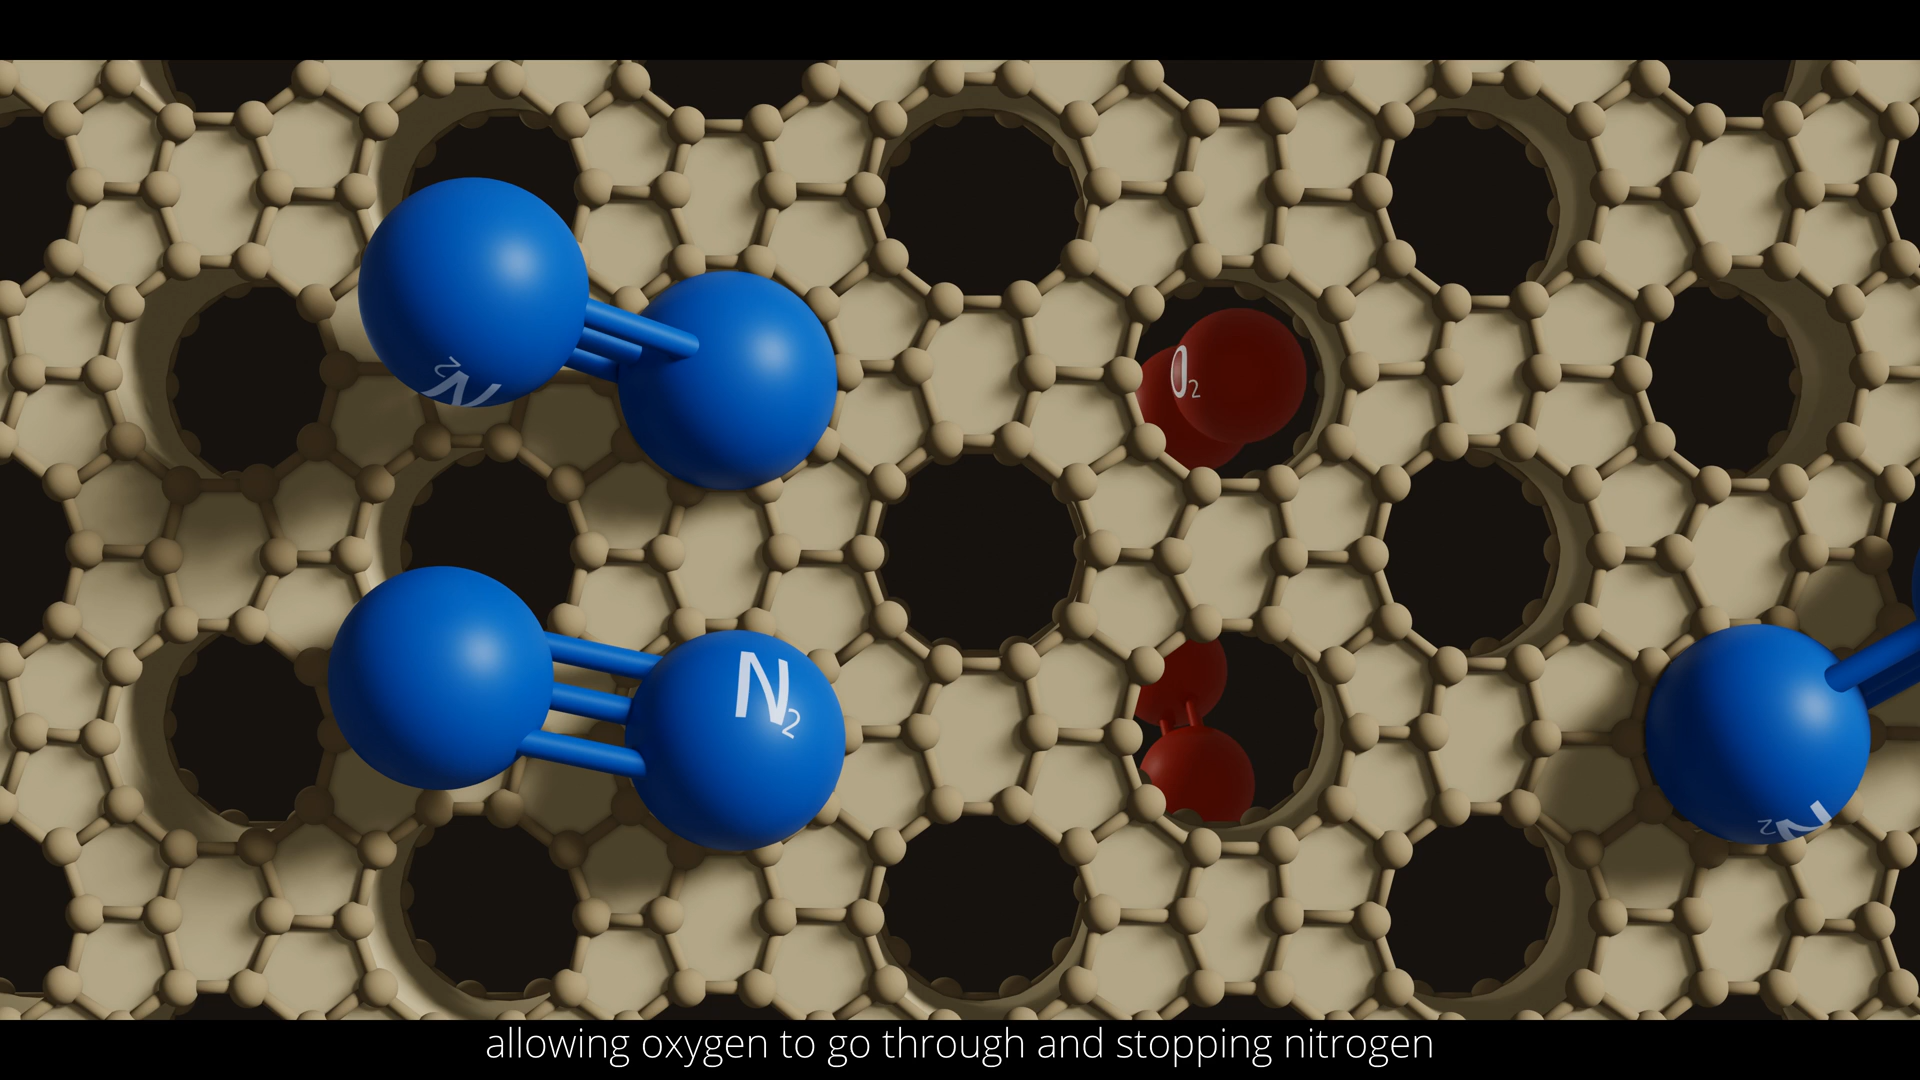 N₂
O₂
N₂
N₂
allowing oxygen to go through and stopping nitrogen